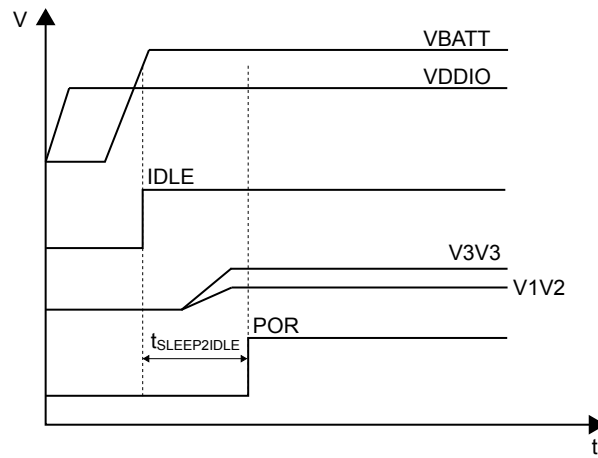 V
VBATT
VDDIO
IDLE
V3V3
V1V2
POR
tSLEEP2IDLE
t